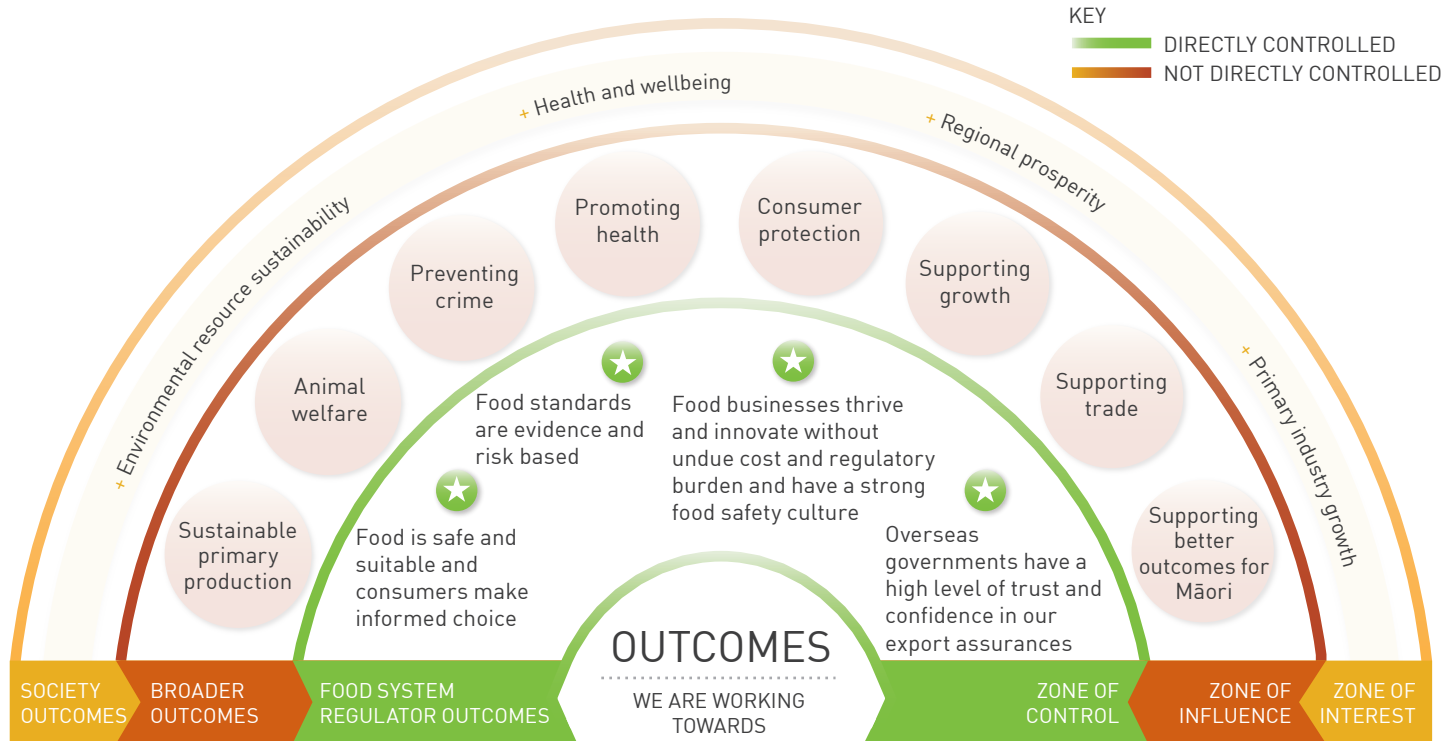 KEY
DIRECTLY CONTROLLED
NOT DIRECTLY CONTROLLED
+ Environmental resource sustainability
+ Health and wellbeing
+ Regional prosperity
+ Primary industry growth
Sustainable
primary
production
Animal
welfare
Preventing
crime
Promoting
health
Consumer
protection
Supporting
growth
Supporting
trade
Supporting
better
outcomes for
Māori
Food is safe and
suitable and
consumers make
informed choice
Food standards
are evidence and
risk based
Food businesses thrive
and innovate without
undue cost and regulatory
burden and have a strong
food safety culture
Overseas
governments have a
high level of trust and
confidence in our
export assurances
OUTCOMES
WE ARE WORKING
TOWARDS
SOCIETY
OUTCOMES
BROADER
OUTCOMES
FOOD SYSTEM
REGULATOR OUTCOMES
ZONE OF
CONTROL
ZONE OF
INFLUENCE
ZONE OF
INTEREST